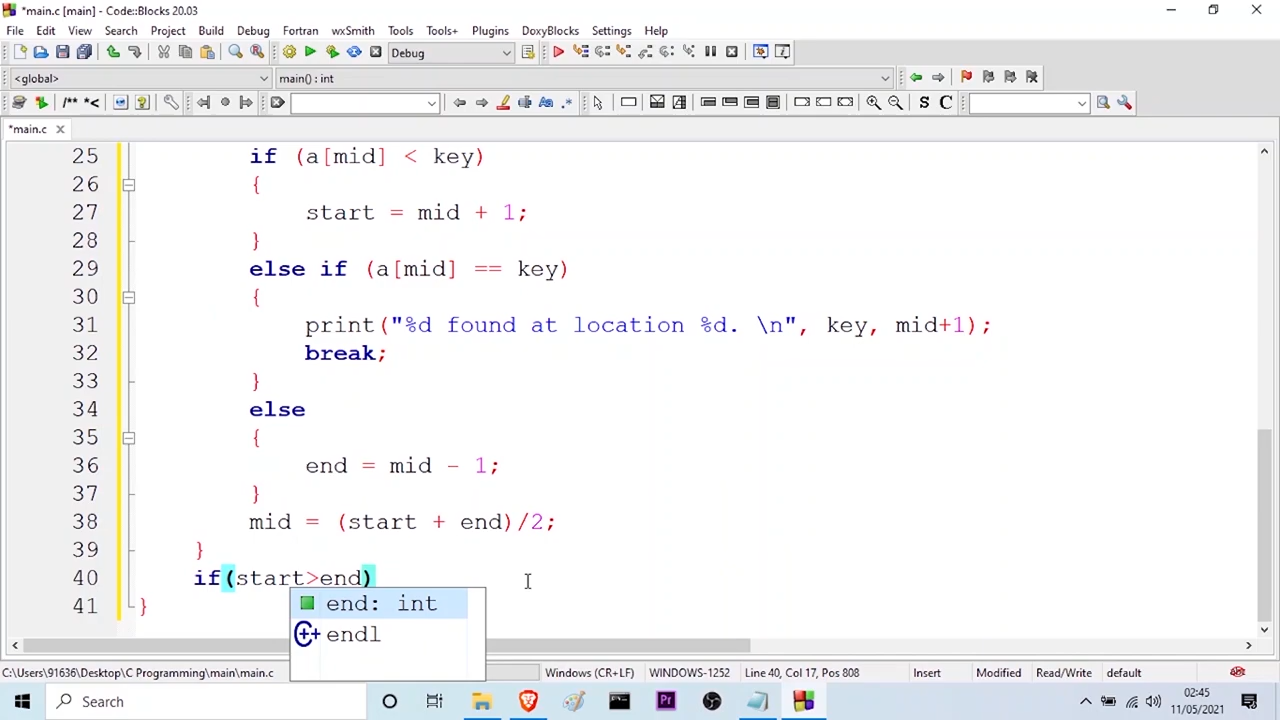 *main.c [main] - Code::Blocks 20.03
File Edit View Search Project Build Debug Fortran wxSmith Tools Tools+ Plugins DoxyBlocks Settings Help
Debug
<global> main() : int
/** *< S C
*main.c
25 if (a[mid] < key)
26 {
27 start = mid + 1;
28 }
29 else if (a[mid] == key)
30 {
31 print("%d found at location %d. \n", key, mid+1);
32 break;
33 }
34 else
35 {
36 end = mid - 1;
37 }
38 mid = (start + end)/2;
39 }
40 if(start>end)
end: int
41 }
endl
C:\Users\91636\Desktop\C Programming\main\main.c Windows (CR+LF) WINDOWS-1252 Line 40, Col 17, Pos 808 Insert Modified Read/Write default
Search 02:45
11/05/2021